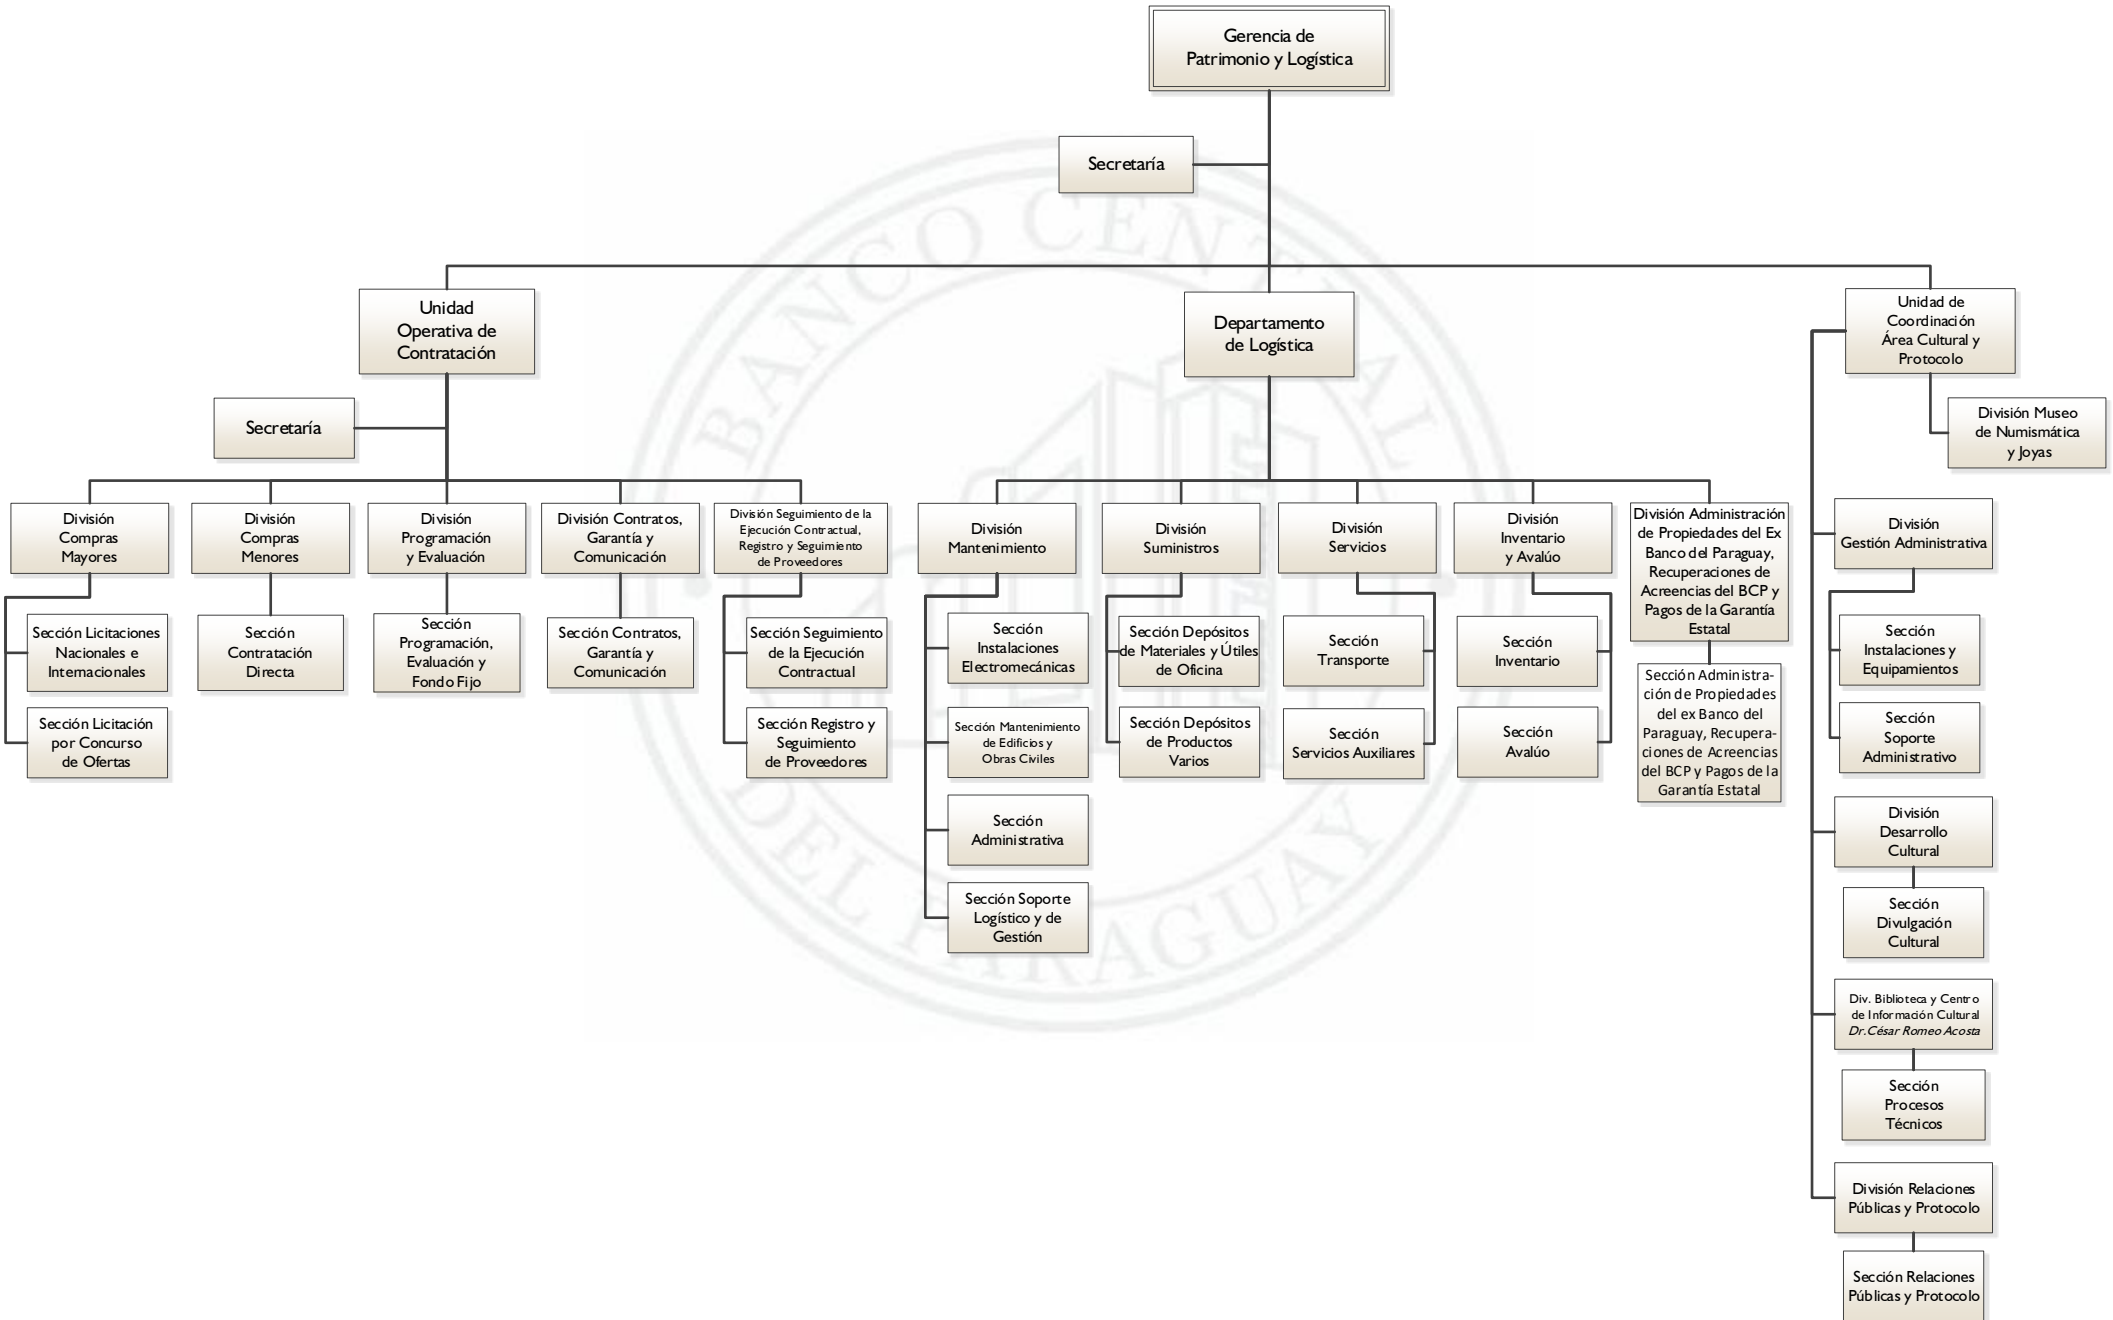 Gerencia de
Patrimonio y Logística
Secretaría
Unidad
Operativa de
Contratación
Departamento
de Logística
Unidad de
Coordinación
Área Cultural y
Protocolo
Secretaría
División Museo
de Numismática
y Joyas
División
Compras
Mayores
División
Compras
Menores
División
Programación
y Evaluación
División Contratos,
Garantía y
Comunicación
División Seguimiento de la
Ejecución Contractual,
Registro y Seguimiento
de Proveedores
División
Mantenimiento
División
Suministros
División
Servicios
División
Inventario
y Avalúo
División Administración
de Propiedades del Ex
Banco del Paraguay,
Recuperaciones de
Acreencias del BCP y
Pagos de la Garantía
Estatal
División
Gestión Administrativa
Sección Licitaciones
Nacionales e
Internacionales
Sección
Contratación
Directa
Sección
Programación,
Evaluación y
Fondo Fijo
Sección Contratos,
Garantía y
Comunicación
Sección Seguimiento
de la Ejecución
Contractual
Sección
Instalaciones
Electromecánicas
Sección Depósitos
de Materiales y Útiles
de Oficina
Sección
Transporte
Sección
Inventario
Sección Administra-
ción de Propiedades
del ex Banco del
Paraguay, Recupera-
ciones de Acreencias
del BCP y Pagos de la
Garantía Estatal
Sección
Instalaciones y
Equipamientos
Sección Licitación
por Concurso
de Ofertas
Sección Registro y
Seguimiento
de Proveedores
Sección Mantenimiento
de Edificios y
Obras Civiles
Sección Depósitos
de Productos
Varios
Sección
Servicios Auxiliares
Sección
Avalúo
Sección
Soporte
Administrativo
Sección
Administrativa
División
Desarrollo
Cultural
Sección Soporte
Logístico y de
Gestión
Sección
Divulgación
Cultural
Div. Biblioteca y Centro
de Información Cultural
Dr.César Romeo Acosta
Sección
Procesos
Técnicos
División Relaciones
Públicas y Protocolo
Sección Relaciones
Públicas y Protocolo
BANCO CENTRAL
DEL PARAGUAY